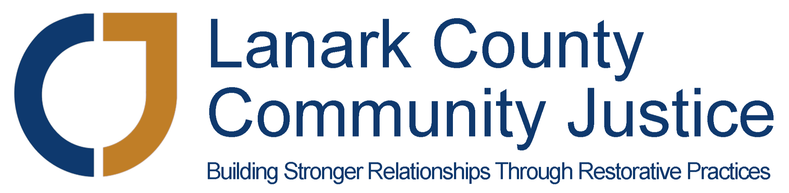 Lanark County
Community Justice
Building Stronger Relationships Through Restorative Practices